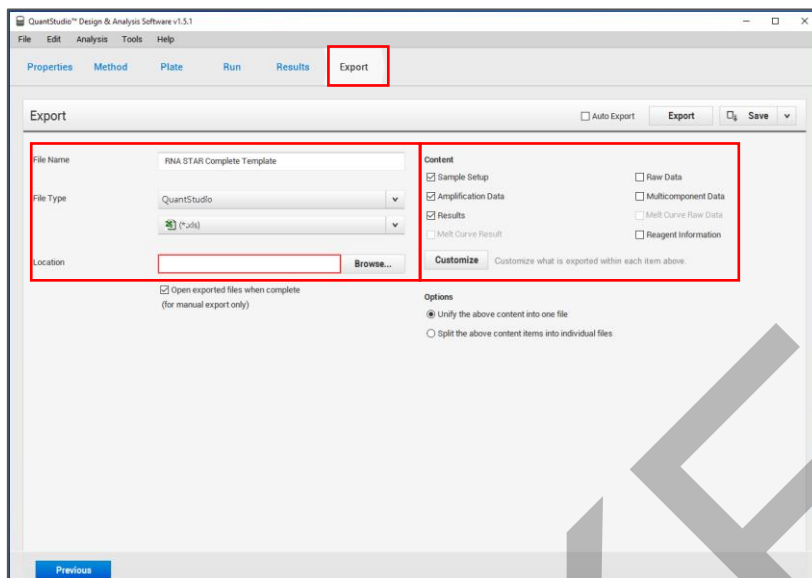 QuantStudio™ Design & Analysis Software v1.5.1
File Edit Analysis Tools Help
Properties Method Plate Run Results Export
Export
Auto Export Export Save
File Name RNA STAR Complete Template
File Type QuantStudio
(*.xls)
Location Browse...
Open exported files when complete
(for manual export only)
Content
Sample Setup Raw Data
Amplification Data Multicomponent Data
Results Melt Curve Raw Data
Melt Curve Result Reagent Information
Customize Customize what is exported within each item above.
Options
Unify the above content into one file
Split the above content items into individual files
Previous